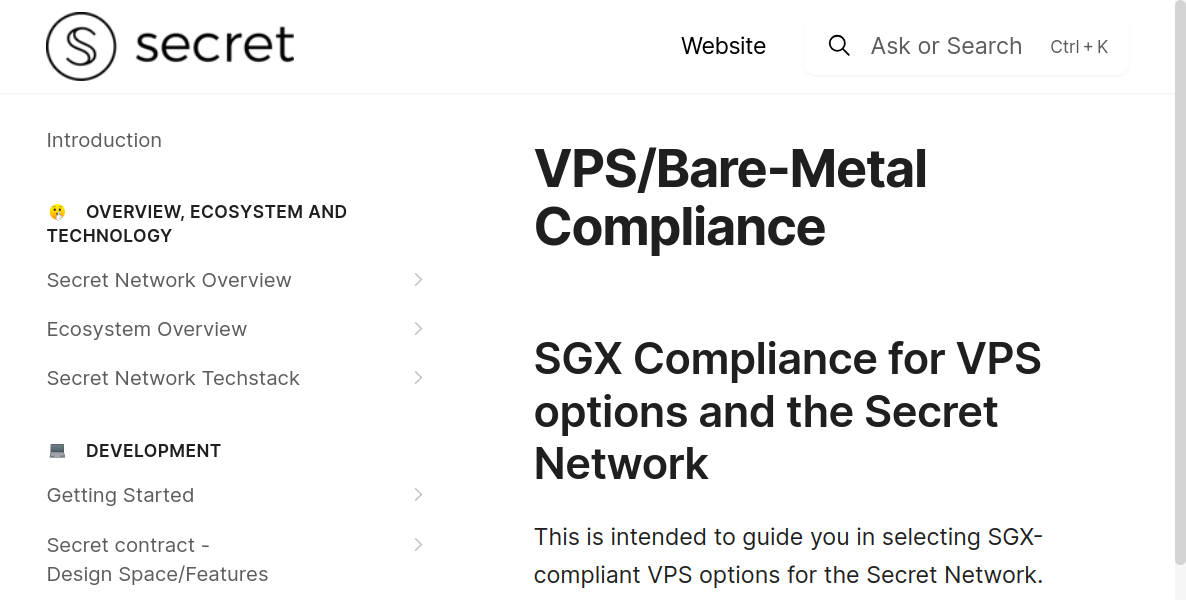 secret
Website
Ask or Search
Ctrl + K
Introduction
OVERVIEW, ECOSYSTEM AND
TECHNOLOGY
Secret Network Overview
Ecosystem Overview
Secret Network Techstack
DEVELOPMENT
Getting Started
Secret contract -
Design Space/Features
VPS/Bare-Metal
Compliance
SGX Compliance for VPS
options and the Secret
Network
This is intended to guide you in selecting SGX-
compliant VPS options for the Secret Network.